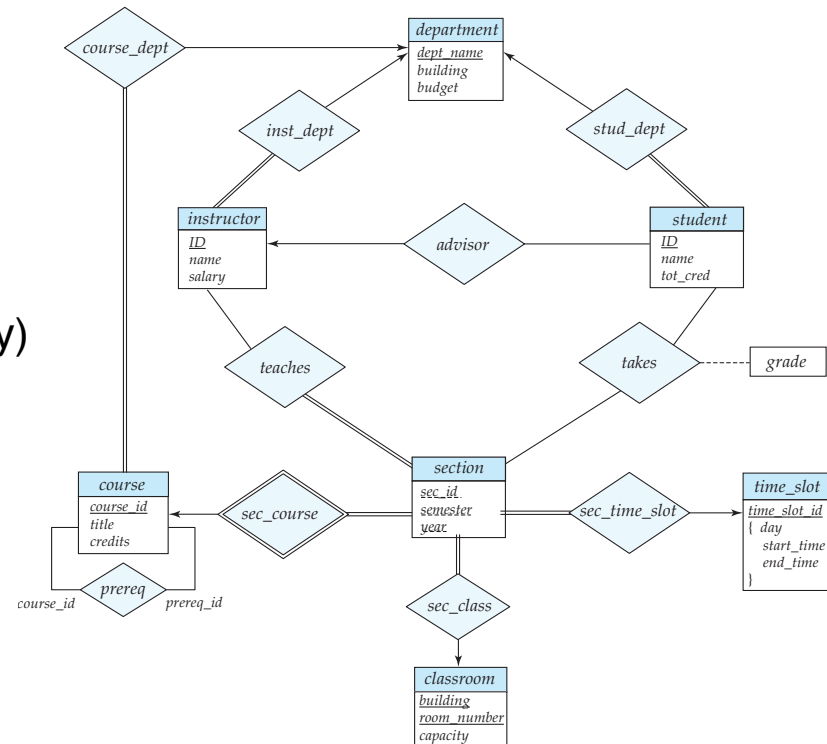 department
dept_name
building
budget
course_dept
inst_dept
stud_dept
instructor
ID
name
salary
advisor
student
ID
name
tot_cred
y)
teaches
takes
grade
course
course_id
title
credits
sec_course
section
sec_id
semester
year
sec_time_slot
time_slot
time_slot_id
{ day
start_time
end_time
}
prereq
course_id
prereq_id
sec_class
classroom
building
room_number
capacity